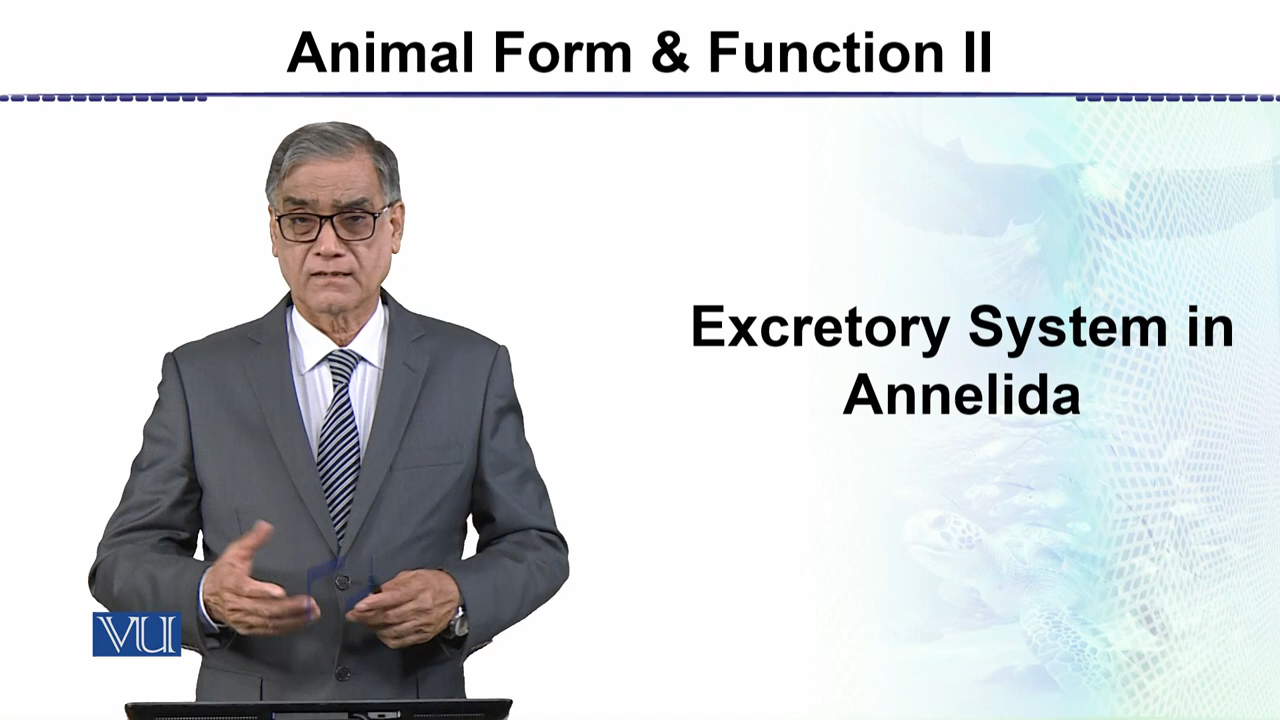 Animal Form & Function II
Excretory System in
Annelida
VU